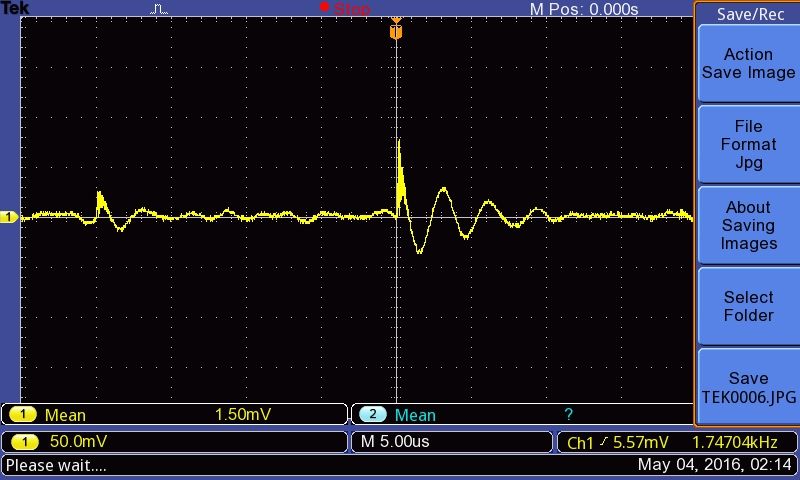 Tek
Stop
M Pos: 0.000s
Save/Rec
T
Action
Save Image
File
Format
Jpg
About
Saving
Images
Select
Folder
Save
TEK0006.JPG
1
1 Mean 1.50mV
2 Mean ?
1 50.0mV
M 5.00us
Ch1 5.57mV 1.74704kHz
Please wait....
May 04, 2016, 02:14